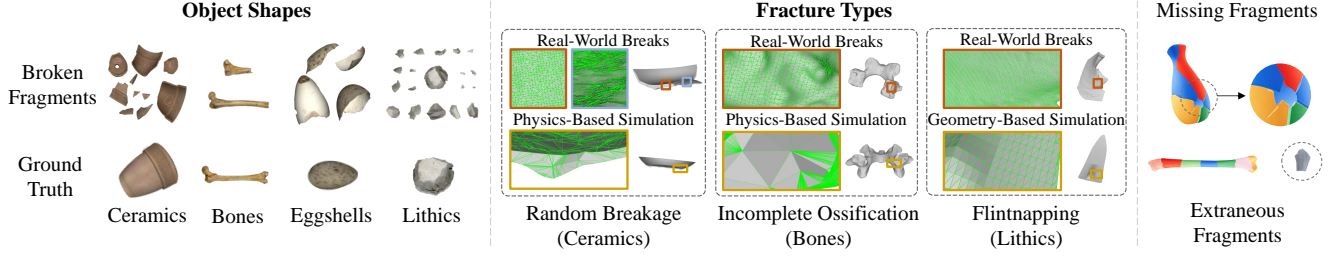 Object Shapes
Broken
Fragments
Ground
Truth
Ceramics
Bones
Eggshells
Lithics
Fracture Types
Real-World Breaks
Physics-Based Simulation
Random Breakage
(Ceramics)
Real-World Breaks
Physics-Based Simulation
Incomplete Ossification
(Bones)
Real-World Breaks
Geometry-Based Simulation
Flintnapping
(Lithics)
Missing Fragments
Extraneous
Fragments